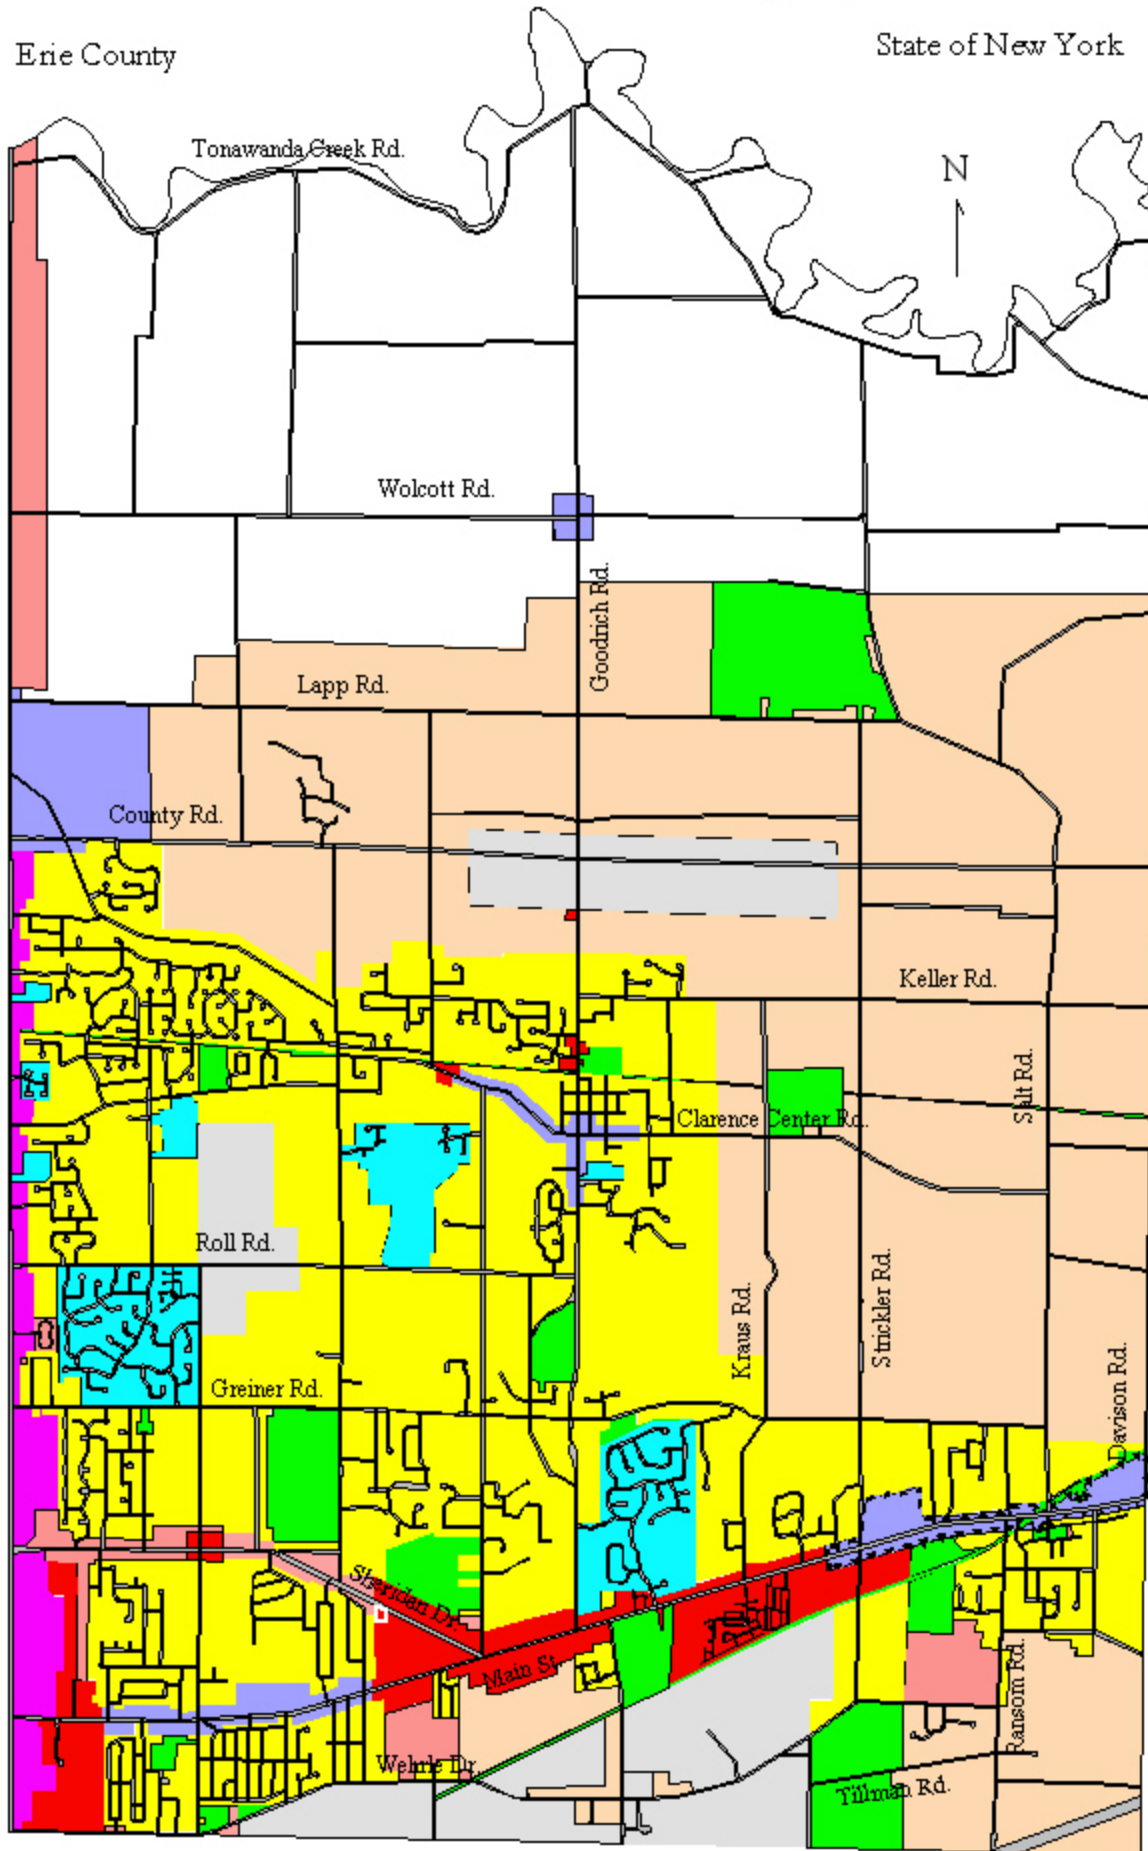 Erie County
State of New York
Tonawanda Creek Rd.
N
Wolcott Rd.
Goodrich Rd.
Lapp Rd.
County Rd.
Keller Rd.
Salt Rd.
Clarence Center Rd.
Roll Rd.
Kraus Rd.
Strickler Rd.
Davison Rd.
Greiner Rd.
Sheridan Dr.
Main St
Ransom Rd.
Wehrle Dr
Tillman Rd.